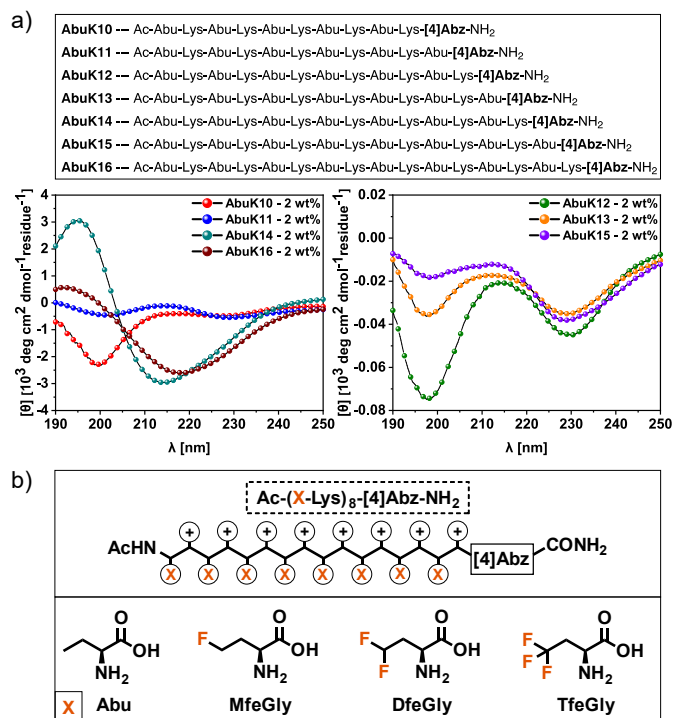 a)
AbuK10 --- Ac-Abu-Lys-Abu-Lys-Abu-Lys-Abu-Lys-Abu-Lys-[4]Abz-NH₂
AbuK11 --- Ac-Abu-Lys-Abu-Lys-Abu-Lys-Abu-Lys-Abu-Lys-Abu-[4]Abz-NH₂
AbuK12 --- Ac-Abu-Lys-Abu-Lys-Abu-Lys-Abu-Lys-Abu-Lys-Abu-Lys-[4]Abz-NH₂
AbuK13 --- Ac-Abu-Lys-Abu-Lys-Abu-Lys-Abu-Lys-Abu-Lys-Abu-Lys-Abu-[4]Abz-NH₂
AbuK14 --- Ac-Abu-Lys-Abu-Lys-Abu-Lys-Abu-Lys-Abu-Lys-Abu-Lys-Abu-Lys-[4]Abz-NH₂
AbuK15 --- Ac-Abu-Lys-Abu-Lys-Abu-Lys-Abu-Lys-Abu-Lys-Abu-Lys-Abu-Lys-Abu-[4]Abz-NH₂
AbuK16 --- Ac-Abu-Lys-Abu-Lys-Abu-Lys-Abu-Lys-Abu-Lys-Abu-Lys-Abu-Lys-Abu-Lys-[4]Abz-NH₂
[θ] [10³ deg cm² dmol⁻¹ residue⁻¹]
4
3
2
1
0
-1
-2
-3
-4
AbuK10 - 2 wt%
AbuK11 - 2 wt%
AbuK14 - 2 wt%
AbuK16 - 2 wt%
190 200 210 220 230 240 250
λ [nm]
[θ] [10³ deg cm² dmol⁻¹residue⁻¹]
0.02
0.00
-0.02
-0.04
-0.06
-0.08
AbuK12 - 2 wt%
AbuK13 - 2 wt%
AbuK15 - 2 wt%
190 200 210 220 230 240 250
λ [nm]
b)
Ac-(X-Lys)₈-[4]Abz-NH₂
+ + + + + + + +
AcHN [4]Abz CONH₂
X X X X X X X X
O OH NH₂
F O OH NH₂
F F O OH NH₂
F F F O OH NH₂
X Abu MfeGly DfeGly TfeGly